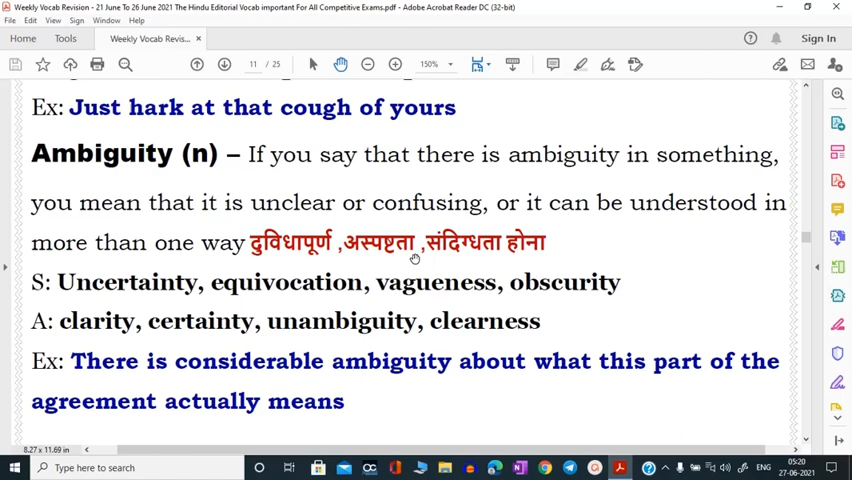 Weekly Vocab Revision - 21 June To 26 June 2021 The Hindu Editorial Vocab important For All Competitive Exams.pdf - Adobe Acrobat Reader DC (32-bit)
File Edit View Sign Window Help
Home Tools Weekly Vocab Revis... × Sign In
11 / 25 150%
Ex: Just hark at that cough of yours
Ambiguity (n) – If you say that there is ambiguity in something,
you mean that it is unclear or confusing, or it can be understood in
more than one way दुविधापूर्ण ,अस्पष्टता ,संदिग्धता होना
S: Uncertainty, equivocation, vagueness, obscurity
A: clarity, certainty, unambiguity, clearness
Ex: There is considerable ambiguity about what this part of the
agreement actually means
8.27 x 11.69 in
Type here to search ENG 05:20
27-06-2021